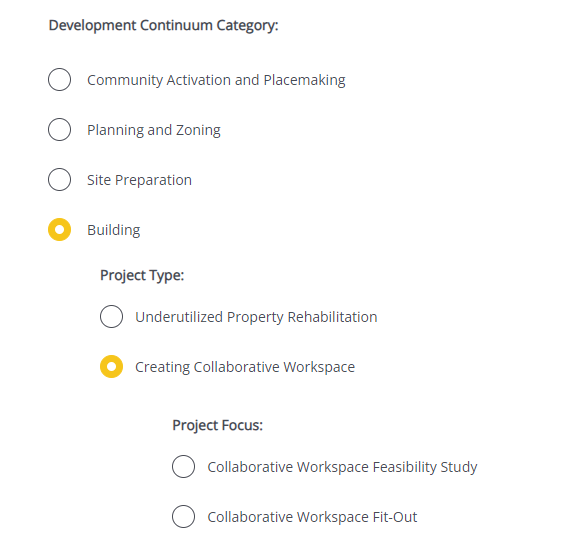 Development Continuum Category:
Community Activation and Placemaking
Planning and Zoning
Site Preparation
Building
Project Type:
Underutilized Property Rehabilitation
Creating Collaborative Workspace
Project Focus:
Collaborative Workspace Feasibility Study
Collaborative Workspace Fit-Out